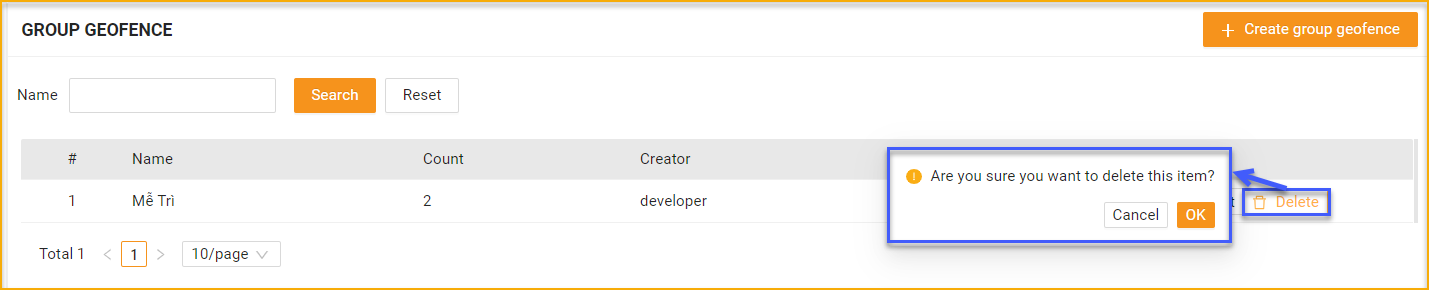 GROUP GEOFENCE
+ Create group geofence
Name
Search
Reset
# Name Count Creator
Are you sure you want to delete this item?
1 Mễ Trì 2 developer
t Delete
Cancel OK
Total 1 < 1 > 10/page